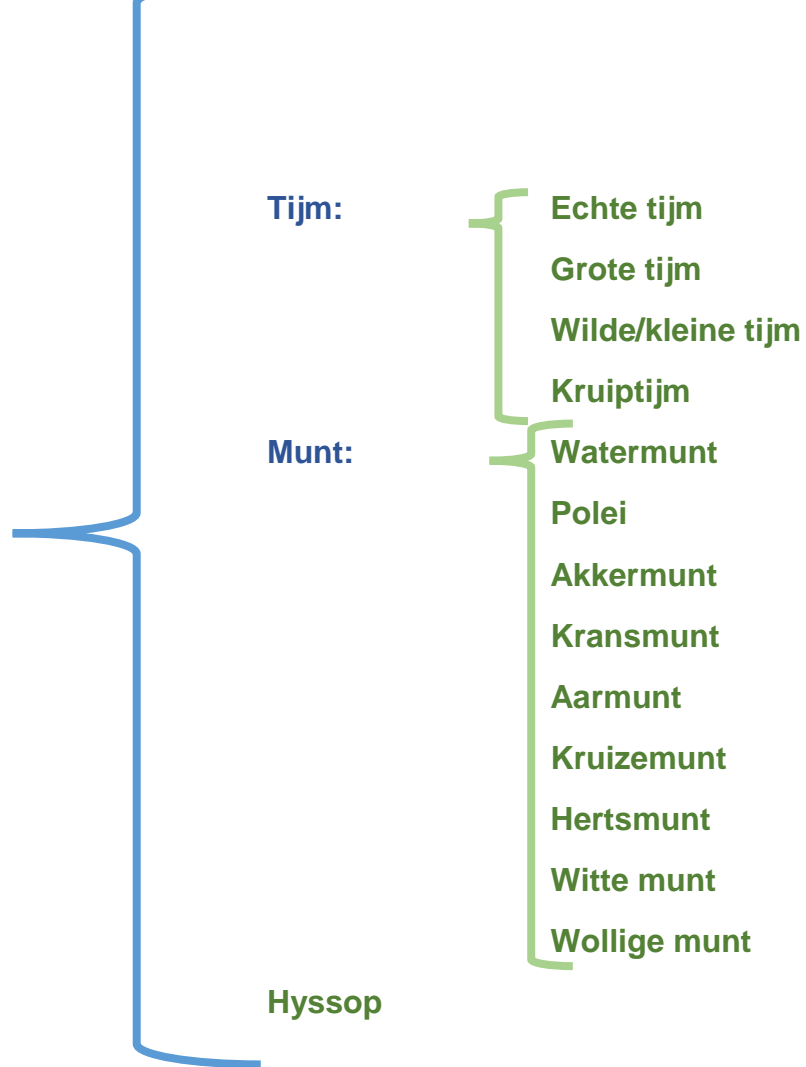 Tijm: Echte tijm
Grote tijm
Wilde/kleine tijm
Kruiptijm
Munt: Watermunt
Polei
Akkermunt
Kransmunt
Aarmunt
Kruizemunt
Hertsmunt
Witte munt
Wollige munt
Hyssop